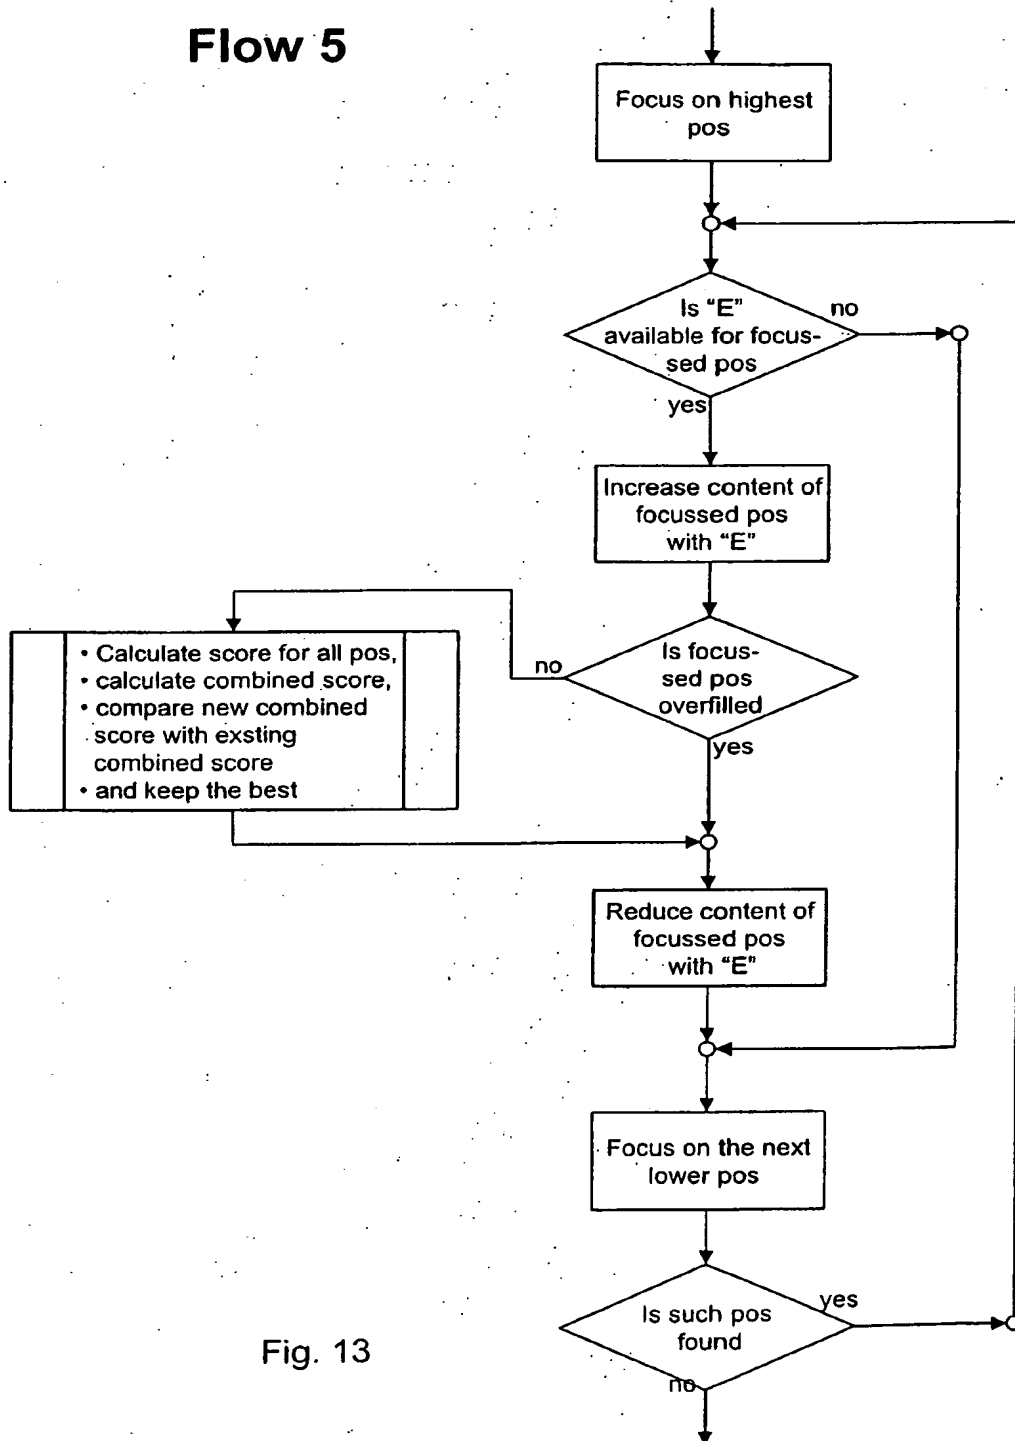 Flow 5
Focus on highest
pos
Is "E"
available for focus-
sed pos
no
yes
Increase content of
focussed pos
with "E"
Is focus-
sed pos
overfilled
no
yes
• Calculate score for all pos,
• calculate combined score,
• compare new combined
score with exsting
combined score
• and keep the best
Reduce content of
focussed pos
with "E"
Focus on the next
lower pos
Is such pos
found
yes
no
Fig. 13